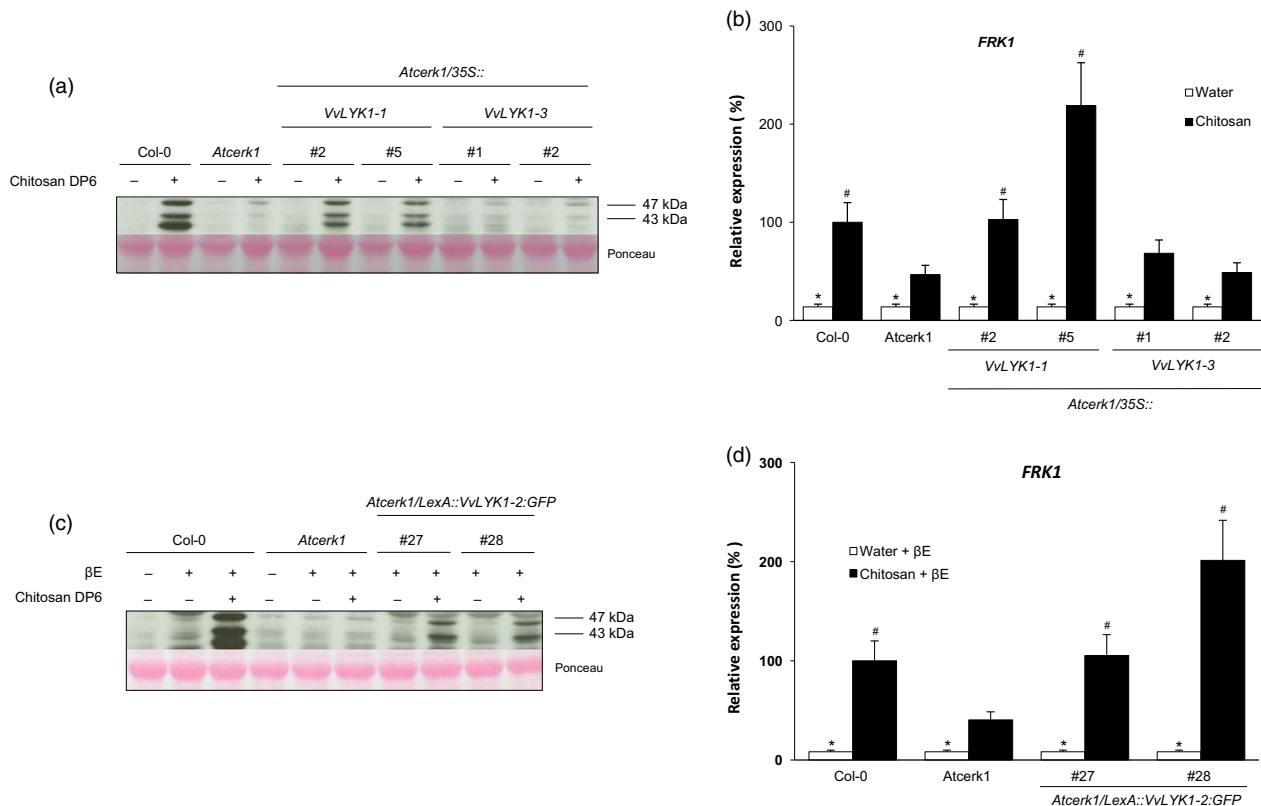 (a)
Atcerk1/35S::
VvLYK1-1 VvLYK1-3
Col-0 Atcerk1 #2 #5 #1 #2
Chitosan DP6 – + – + – + – + – + – +
47 kDa
43 kDa
Ponceau
(b)
FRK1
Relative expression ( %)
300
200
100
0
Water
Chitosan
* # * * # * # * *
Col-0 Atcerk1 #2 #5 #1 #2
VvLYK1-1 VvLYK1-3
Atcerk1/35S::
(c)
Atcerk1/LexA::VvLYK1-2:GFP
Col-0 Atcerk1 #27 #28
βE – + + – + + + + + +
Chitosan DP6 – – + – – + – + – +
47 kDa
43 kDa
Ponceau
(d)
FRK1
Relative expression (% )
300
200
100
0
Water + βE
Chitosan + βE
* # * * # * #
Col-0 Atcerk1 #27 #28
Atcerk1/LexA::VvLYK1-2:GFP